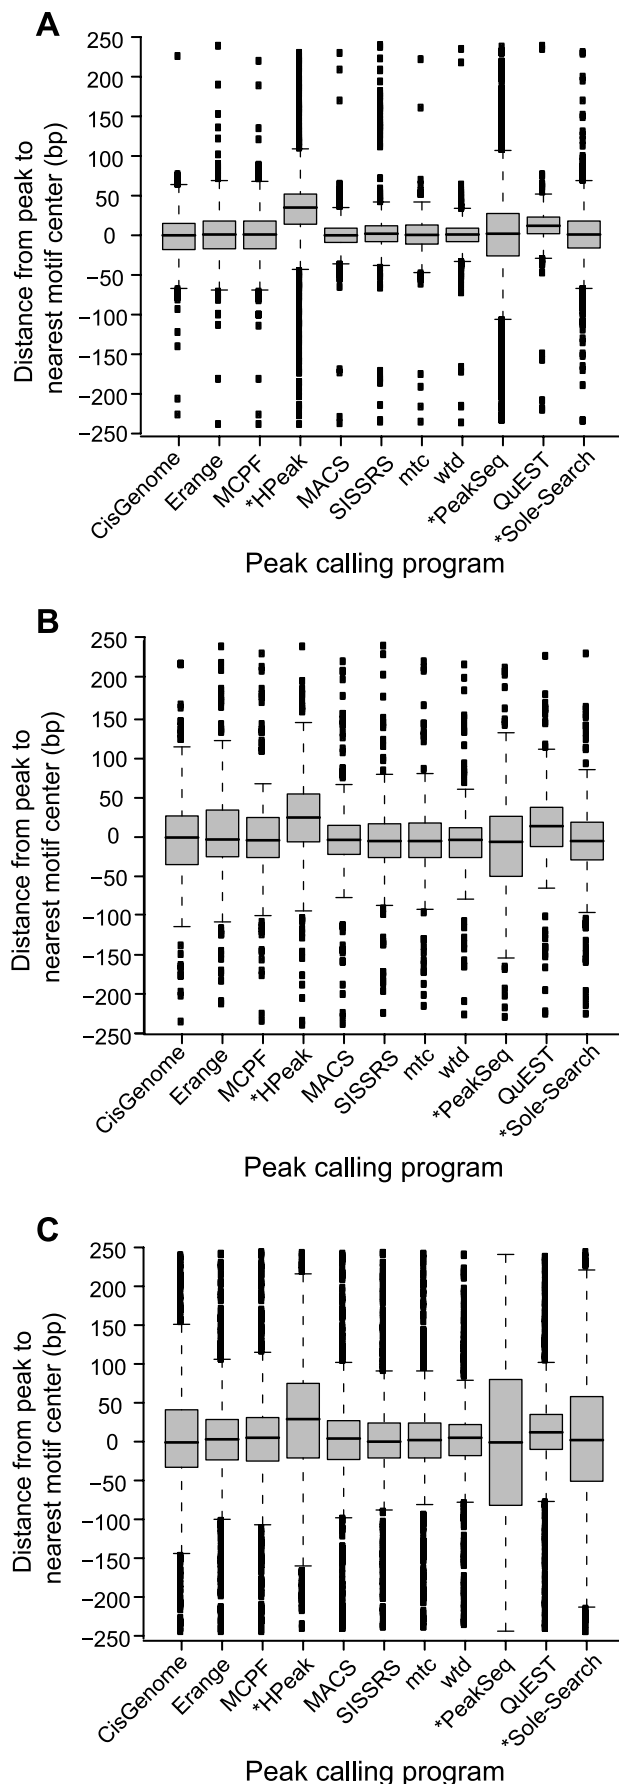 A
Distance from peak to
nearest motif center (bp)
250
200
150
100
50
0
−50
−100
−150
−200
−250
CisGenome
Erange
MCPF
*HPeak
MACS
SISSRS
mtc
wtd
*PeakSeq
QuEST
*Sole-Search
Peak calling program
B
Distance from peak to
nearest motif center (bp)
250
200
150
100
50
0
−50
−100
−150
−200
−250
CisGenome
Erange
MCPF
*HPeak
MACS
SISSRS
mtc
wtd
*PeakSeq
QuEST
*Sole-Search
Peak calling program
C
Distance from peak to
nearest motif center (bp)
250
200
150
100
50
0
−50
−100
−150
−200
−250
CisGenome
Erange
MCPF
*HPeak
MACS
SISSRS
mtc
wtd
*PeakSeq
QuEST
*Sole-Search
Peak calling program